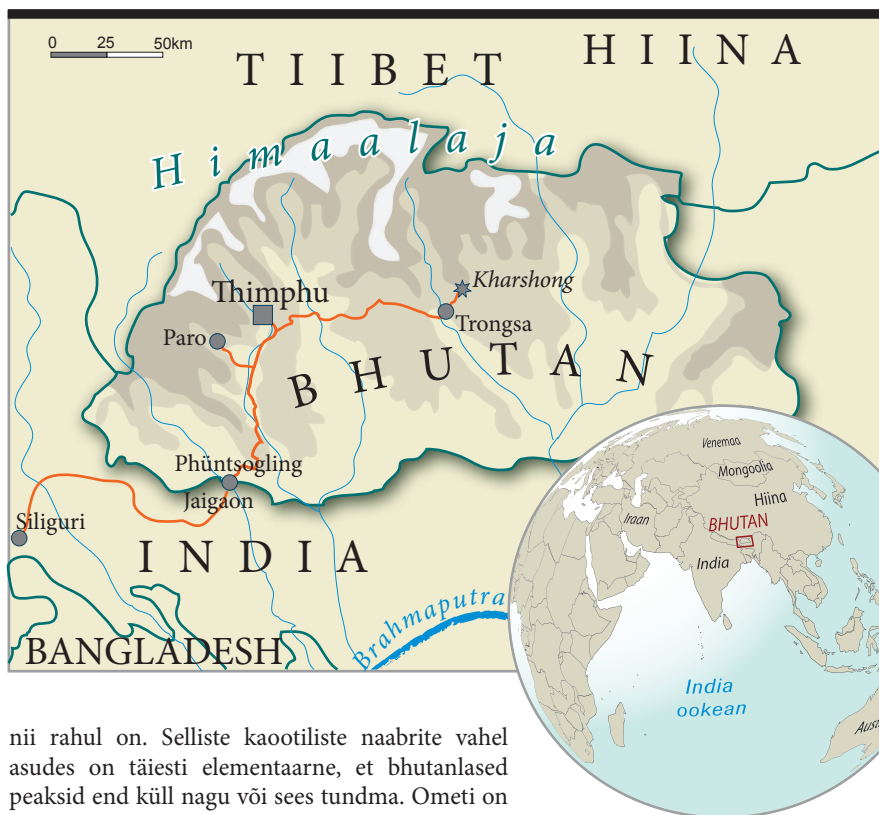 0 25 50km
TIIBET
HIINA
Himaalaja
Kharshong
Thimphu
Trongsa
Paro
BHUTAN
Phüntsogling
Jaigaon
Siliguri
INDIA
Brahmaputra
BANGLADESH
Venemaa
Mongoolia
Hiina
Iraan
BHUTAN
India
India
ookean
nii rahul on. Selliste kaootiliste naabrite vahel
asudes on täiesti elementaarne, et bhutanlased
peaksid end küll nagu või sees tundma. Ometi on